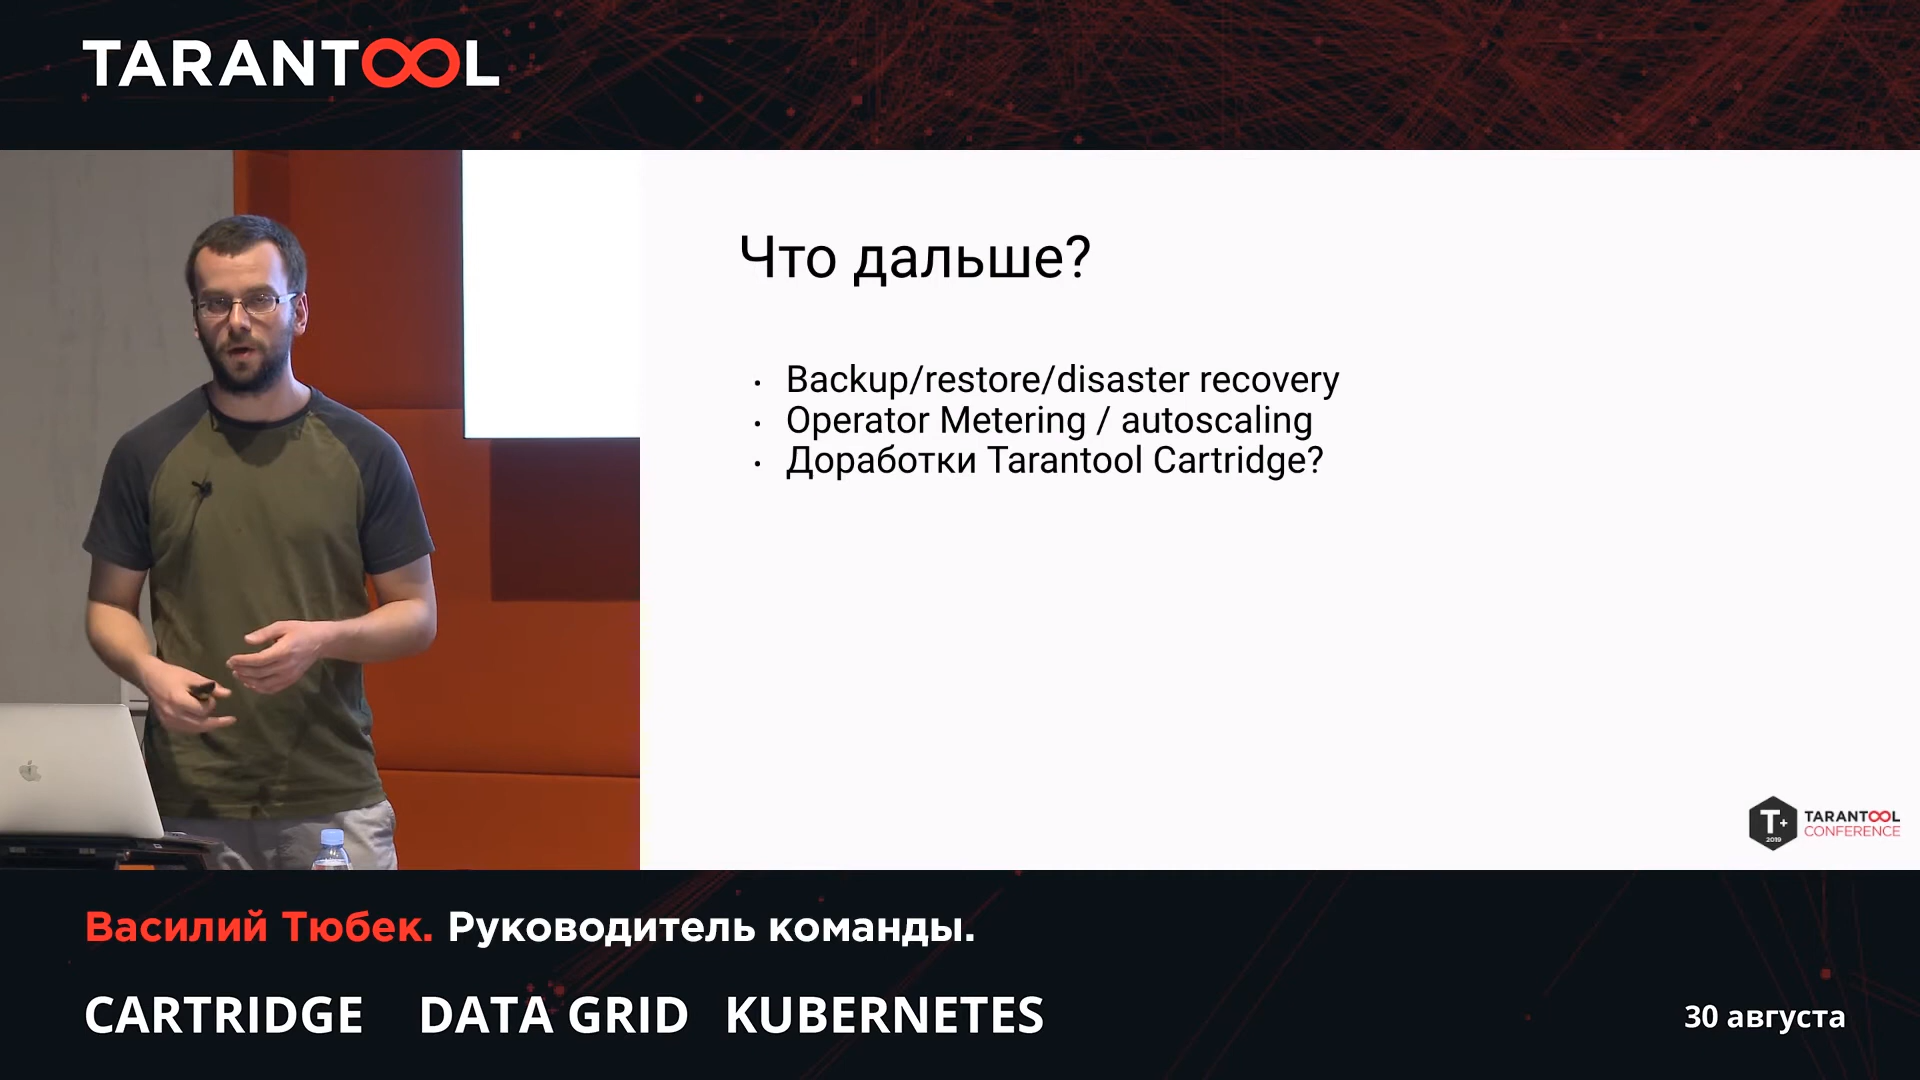 TARANTOOL
Что дальше?
· Backup/restore/disaster recovery
· Operator Metering / autoscaling
· Доработки Tarantool Cartridge?
T+
2019
TARANTOOL
CONFERENCE
Василий Тюбек. Руководитель команды.
CARTRIDGE DATA GRID KUBERNETES
30 августа